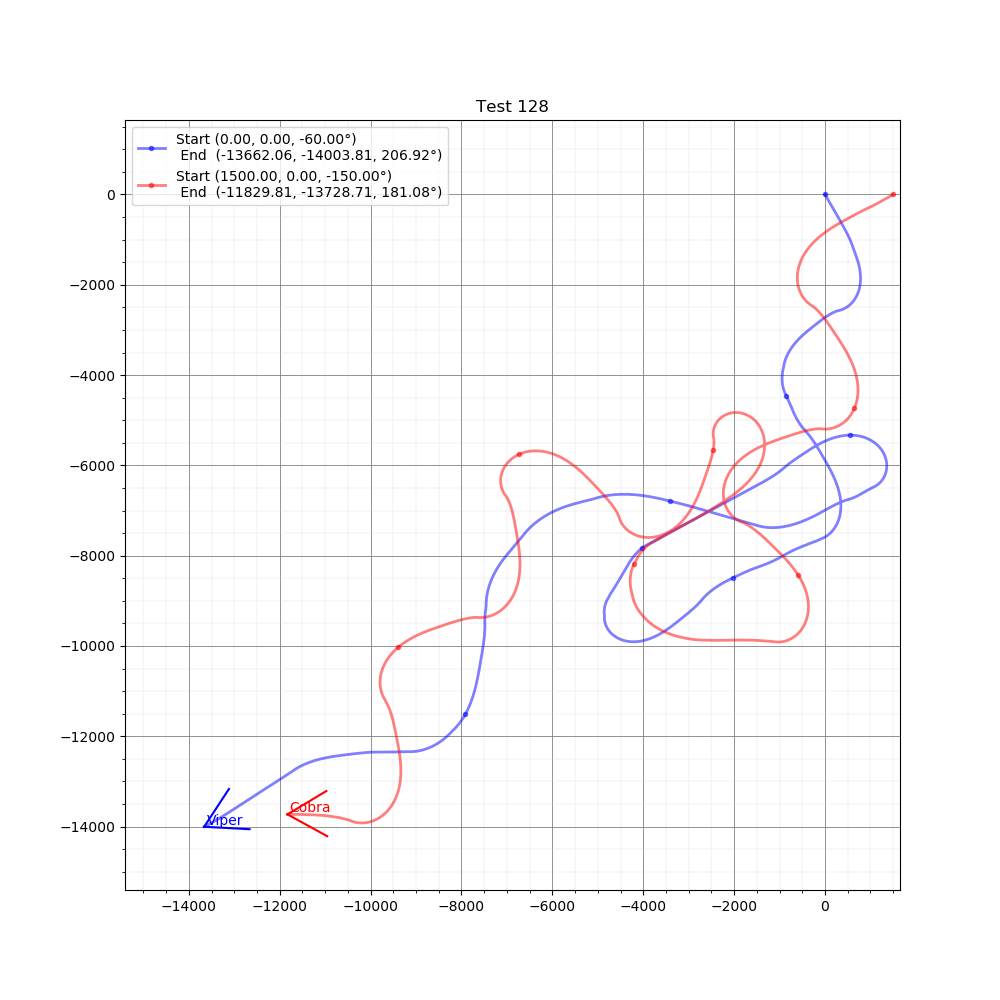 Test 128
Start (0.00, 0.00, -60.00°)
End (-13662.06, -14003.81, 206.92°)
Start (1500.00, 0.00, -150.00°)
End (-11829.81, -13728.71, 181.08°)
0
−2000
−4000
−6000
−8000
−10000
−12000
−14000
Cobra
Viper
−14000 −12000 −10000 −8000 −6000 −4000 −2000 0